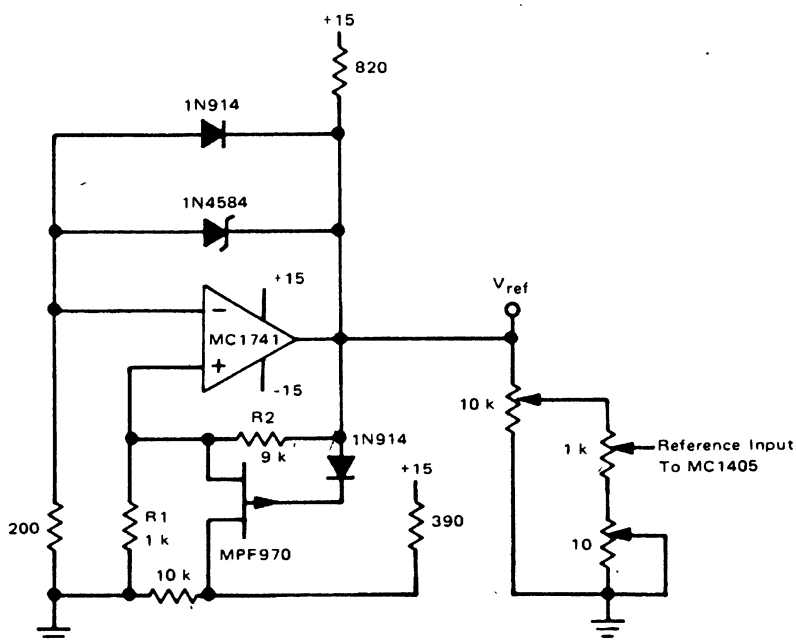 +15
820
1N914
1N4584
+15
MC1741
-
+
-15
Vref
10 k
1 k
Reference Input
To MC1405
10
R2
9 k
1N914
+15
390
200
R1
1 k
MPF970
10 k